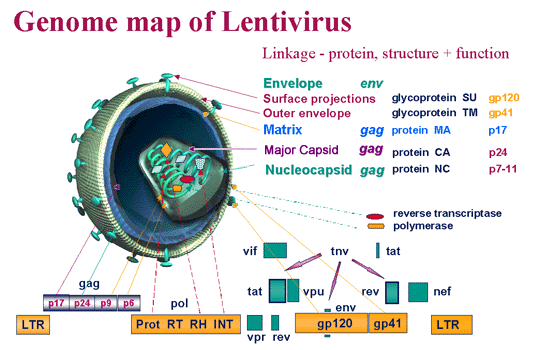 Genome map of Lentivirus
Linkage - protein, structure + function
Envelope env
Surface projections glycoprotein SU gp120
Outer envelope glycoprotein TM gp41
Matrix gag protein MA p17
Major Capsid gag protein CA p24
Nucleocapsid gag protein NC p7-11
reverse transcriptase
polymerise
vif tnv tat
gag
tat vpu rev nef
p17 p24 p9 p6
pol env
LTR Prot RT RH INT gp120 gp41 LTR
vpr rev